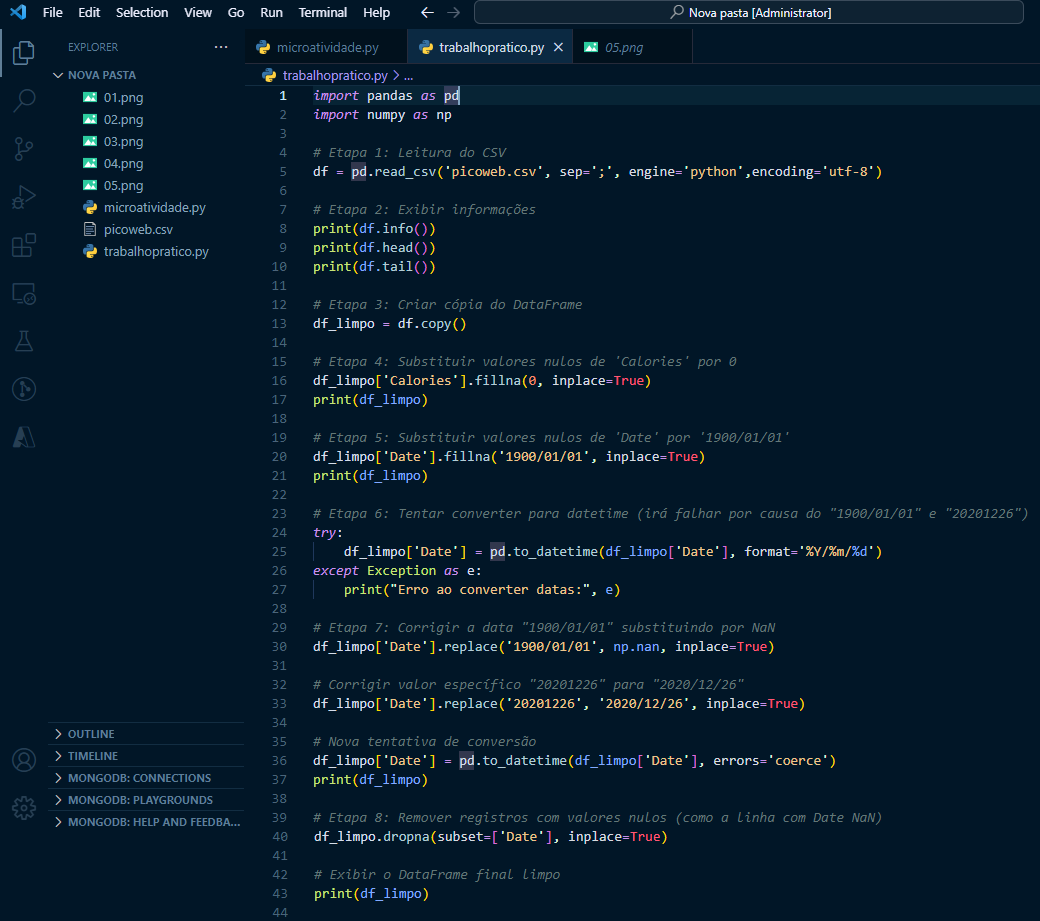 File Edit Selection View Go Run Terminal Help ← → Nova pasta [Administrator]
EXPLORER ...
NOVA PASTA
01.png
02.png
03.png
04.png
05.png
microatividade.py
picoweb.csv
trabalhopratico.py
OUTLINE
TIMELINE
MONGODB: CONNECTIONS
MONGODB: PLAYGROUNDS
MONGODB: HELP AND FEEDBA...
microatividade.py trabalhopratico.py × 05.png
trabalhopratico.py > ...
1 import pandas as pd
2 import numpy as np
3
4 # Etapa 1: Leitura do CSV
5 df = pd.read_csv('picoweb.csv', sep=';', engine='python',encoding='utf-8')
6
7 # Etapa 2: Exibir informações
8 print(df.info())
9 print(df.head())
10 print(df.tail())
11
12 # Etapa 3: Criar cópia do DataFrame
13 df_limpo = df.copy()
14
15 # Etapa 4: Substituir valores nulos de 'Calories' por 0
16 df_limpo['Calories'].fillna(0, inplace=True)
17 print(df_limpo)
18
19 # Etapa 5: Substituir valores nulos de 'Date' por '1900/01/01'
20 df_limpo['Date'].fillna('1900/01/01', inplace=True)
21 print(df_limpo)
22
23 # Etapa 6: Tentar converter para datetime (irá falhar por causa do "1900/01/01" e "20201226")
24 try:
25     df_limpo['Date'] = pd.to_datetime(df_limpo['Date'], format='%Y/%m/%d')
26 except Exception as e:
27     print("Erro ao converter datas:", e)
28
29 # Etapa 7: Corrigir a data "1900/01/01" substituindo por NaN
30 df_limpo['Date'].replace('1900/01/01', np.nan, inplace=True)
31
32 # Corrigir valor específico "20201226" para "2020/12/26"
33 df_limpo['Date'].replace('20201226', '2020/12/26', inplace=True)
34
35 # Nova tentativa de conversão
36 df_limpo['Date'] = pd.to_datetime(df_limpo['Date'], errors='coerce')
37 print(df_limpo)
38
39 # Etapa 8: Remover registros com valores nulos (como a linha com Date NaN)
40 df_limpo.dropna(subset=['Date'], inplace=True)
41
42 # Exibir o DataFrame final limpo
43 print(df_limpo)
44